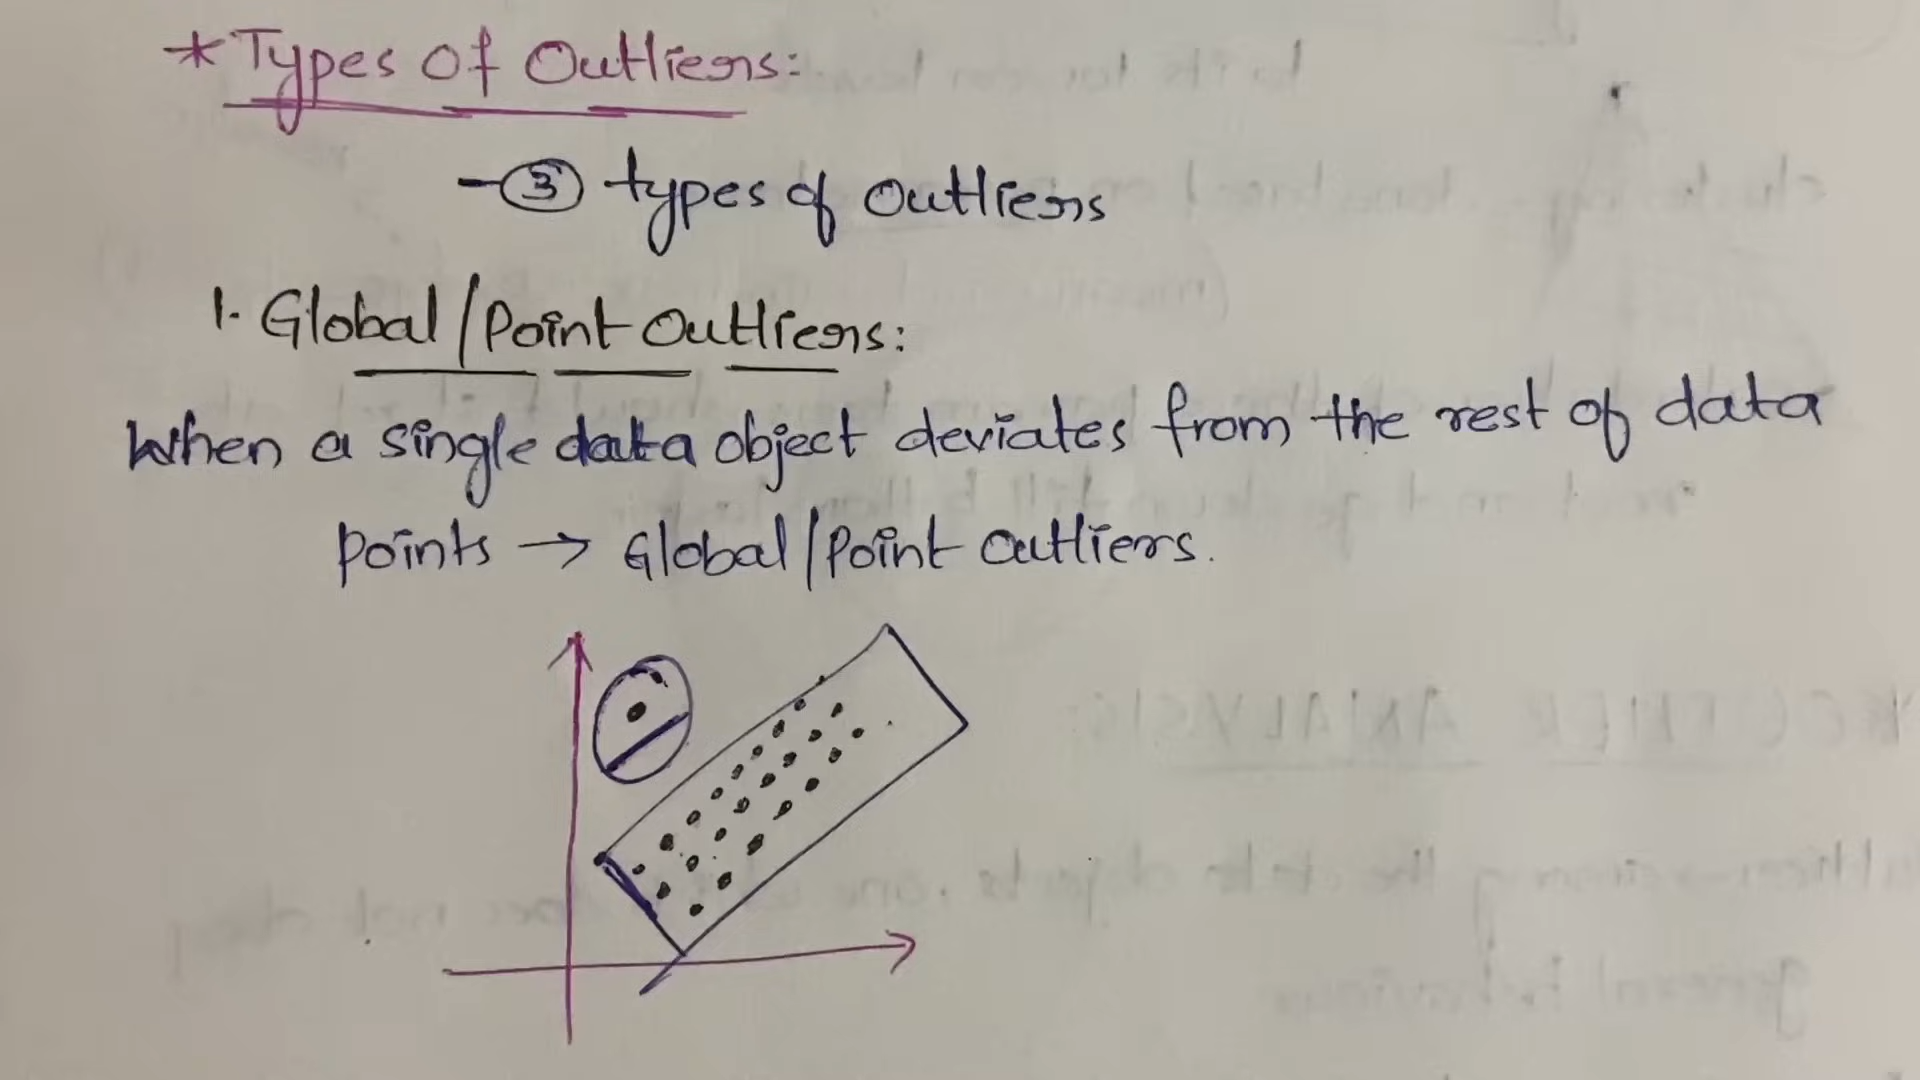 * Types of Outliers:
- ③ types of outliers
1. Global/Point Outliers:
When a single data object deviates from the rest of data
points → Global/Point outliers.